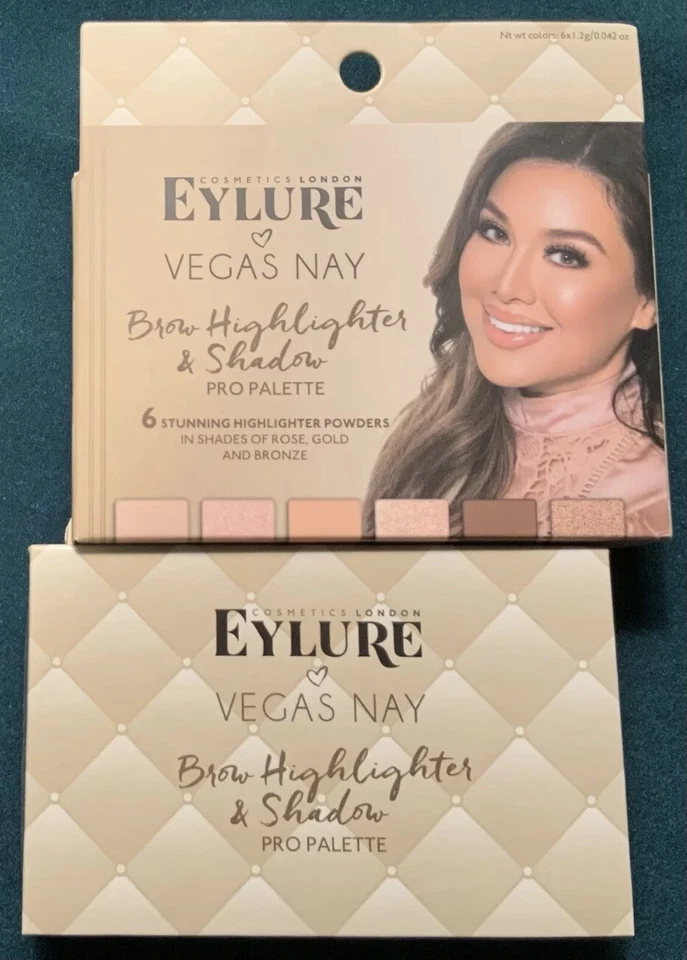 Nt wt colors: 6x1.2g/0.042 oz
COSMETICS LONDON
EYLURE
VEGAS NAY
Brow Highlighter
& Shadow
PRO PALETTE
6 STUNNING HIGHLIGHTER POWDERS
IN SHADES OF ROSE, GOLD
AND BRONZE
COSMETICS LONDON
EYLURE
VEGAS NAY
Brow Highlighter
& Shadow
PRO PALETTE